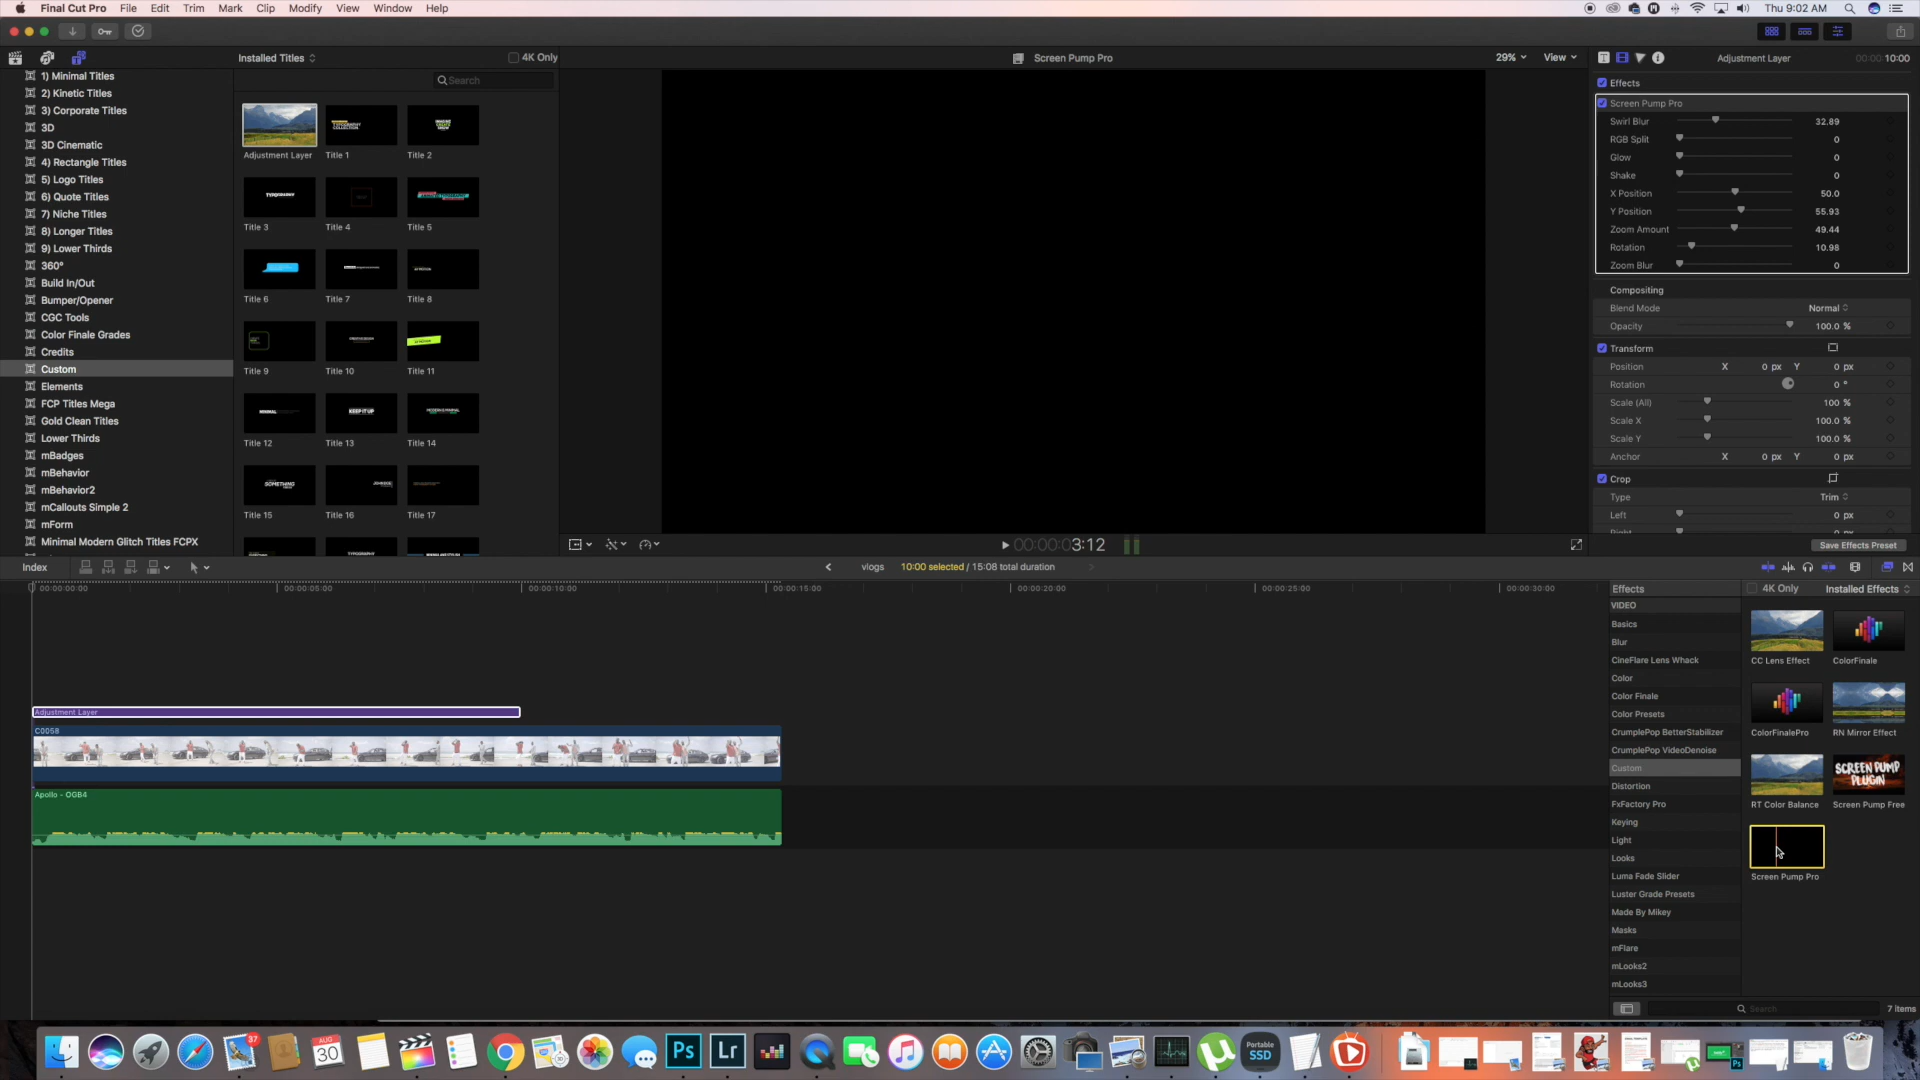 Final Cut Pro File Edit Trim Mark Clip Modify View Window Help
Thu 9:02 AM
Installed Titles
4K Only
Search
1) Minimal Titles
2) Kinetic Titles
3) Corporate Titles
3D
3D Cinematic
4) Rectangle Titles
5) Logo Titles
6) Quote Titles
7) Niche Titles
8) Longer Titles
9) Lower Thirds
360°
Build In/Out
Bumper/Opener
CGC Tools
Color Finale Grades
Credits
Custom
Elements
FCP Titles Mega
Gold Clean Titles
Lower Thirds
mBadges
mBehavior
mBehavior2
mCallouts Simple 2
mForm
Minimal Modern Glitch Titles FCPX
Adjustment Layer Title 1 Title 2
Title 3 Title 4 Title 5
Title 6 Title 7 Title 8
Title 9 Title 10 Title 11
KEEP IT UP
Title 12 Title 13 Title 14
SOMETHING
Title 15 Title 16 Title 17
Screen Pump Pro
29% View
00:00:03:12
Adjustment Layer
00:00:10:00
Effects
Screen Pump Pro
Swirl Blur 32.89
RGB Split 0
Glow 0
Shake 0
X Position 50.0
Y Position 55.93
Zoom Amount 49.44
Rotation 10.98
Zoom Blur 0
Compositing
Blend Mode Normal
Opacity 100.0 %
Transform
Position X 0 px Y 0 px
Rotation 0 °
Scale (All) 100 %
Scale X 100.0 %
Scale Y 100.0 %
Anchor X 0 px Y 0 px
Crop
Type Trim
Left 0 px
Right 0 px
Save Effects Preset
Index
vlogs 10:00 selected / 15:08 total duration
00:00:00:00 00:00:05:00 00:00:10:00 00:00:15:00 00:00:20:00 00:00:25:00 00:00:30:00
Adjustment Layer
C0058
Apollo - OGB4
Effects
4K Only Installed Effects
VIDEO
Basics
Blur
CineFlare Lens Whack
Color
Color Finale
Color Presets
CrumplePop BetterStabilizer
CrumplePop VideoDenoise
Custom
Distortion
FxFactory Pro
Keying
Light
Looks
Luma Fade Slider
Luster Grade Presets
Made By Mikey
Masks
mFlare
mLooks2
mLooks3
CC Lens Effect ColorFinale
ColorFinalePro RN Mirror Effect
SCREEN PUMP
PLUGIN
RT Color Balance Screen Pump Free
Screen Pump Pro
Search
7 items
37
AUG
30
Ps
Lr
Portable
SSD